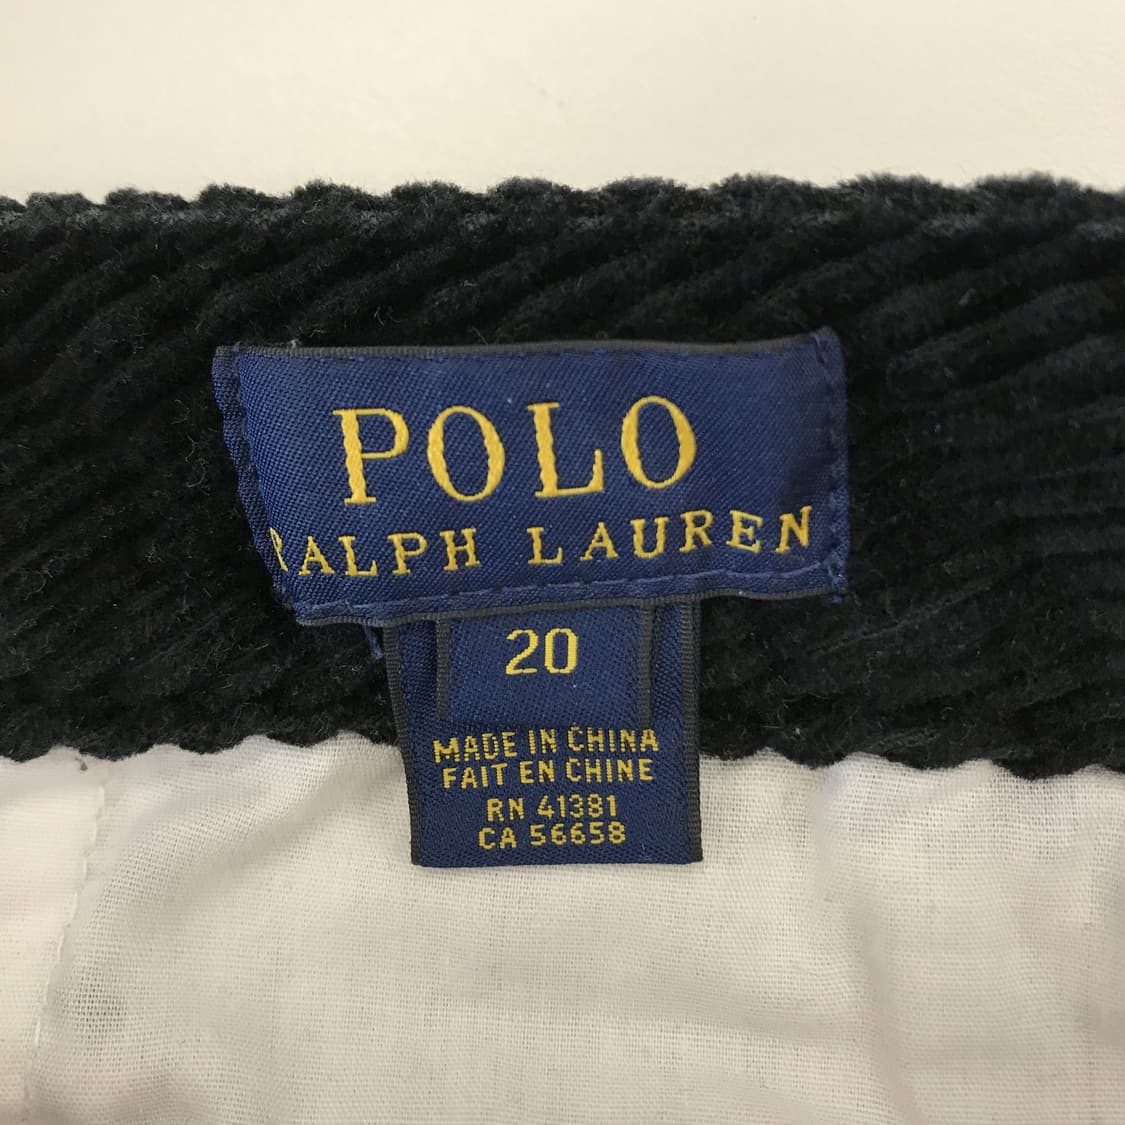 POLO
RALPH LAUREN
20
MADE IN CHINA
FAIT EN CHINE
RN 41381
CA 56658